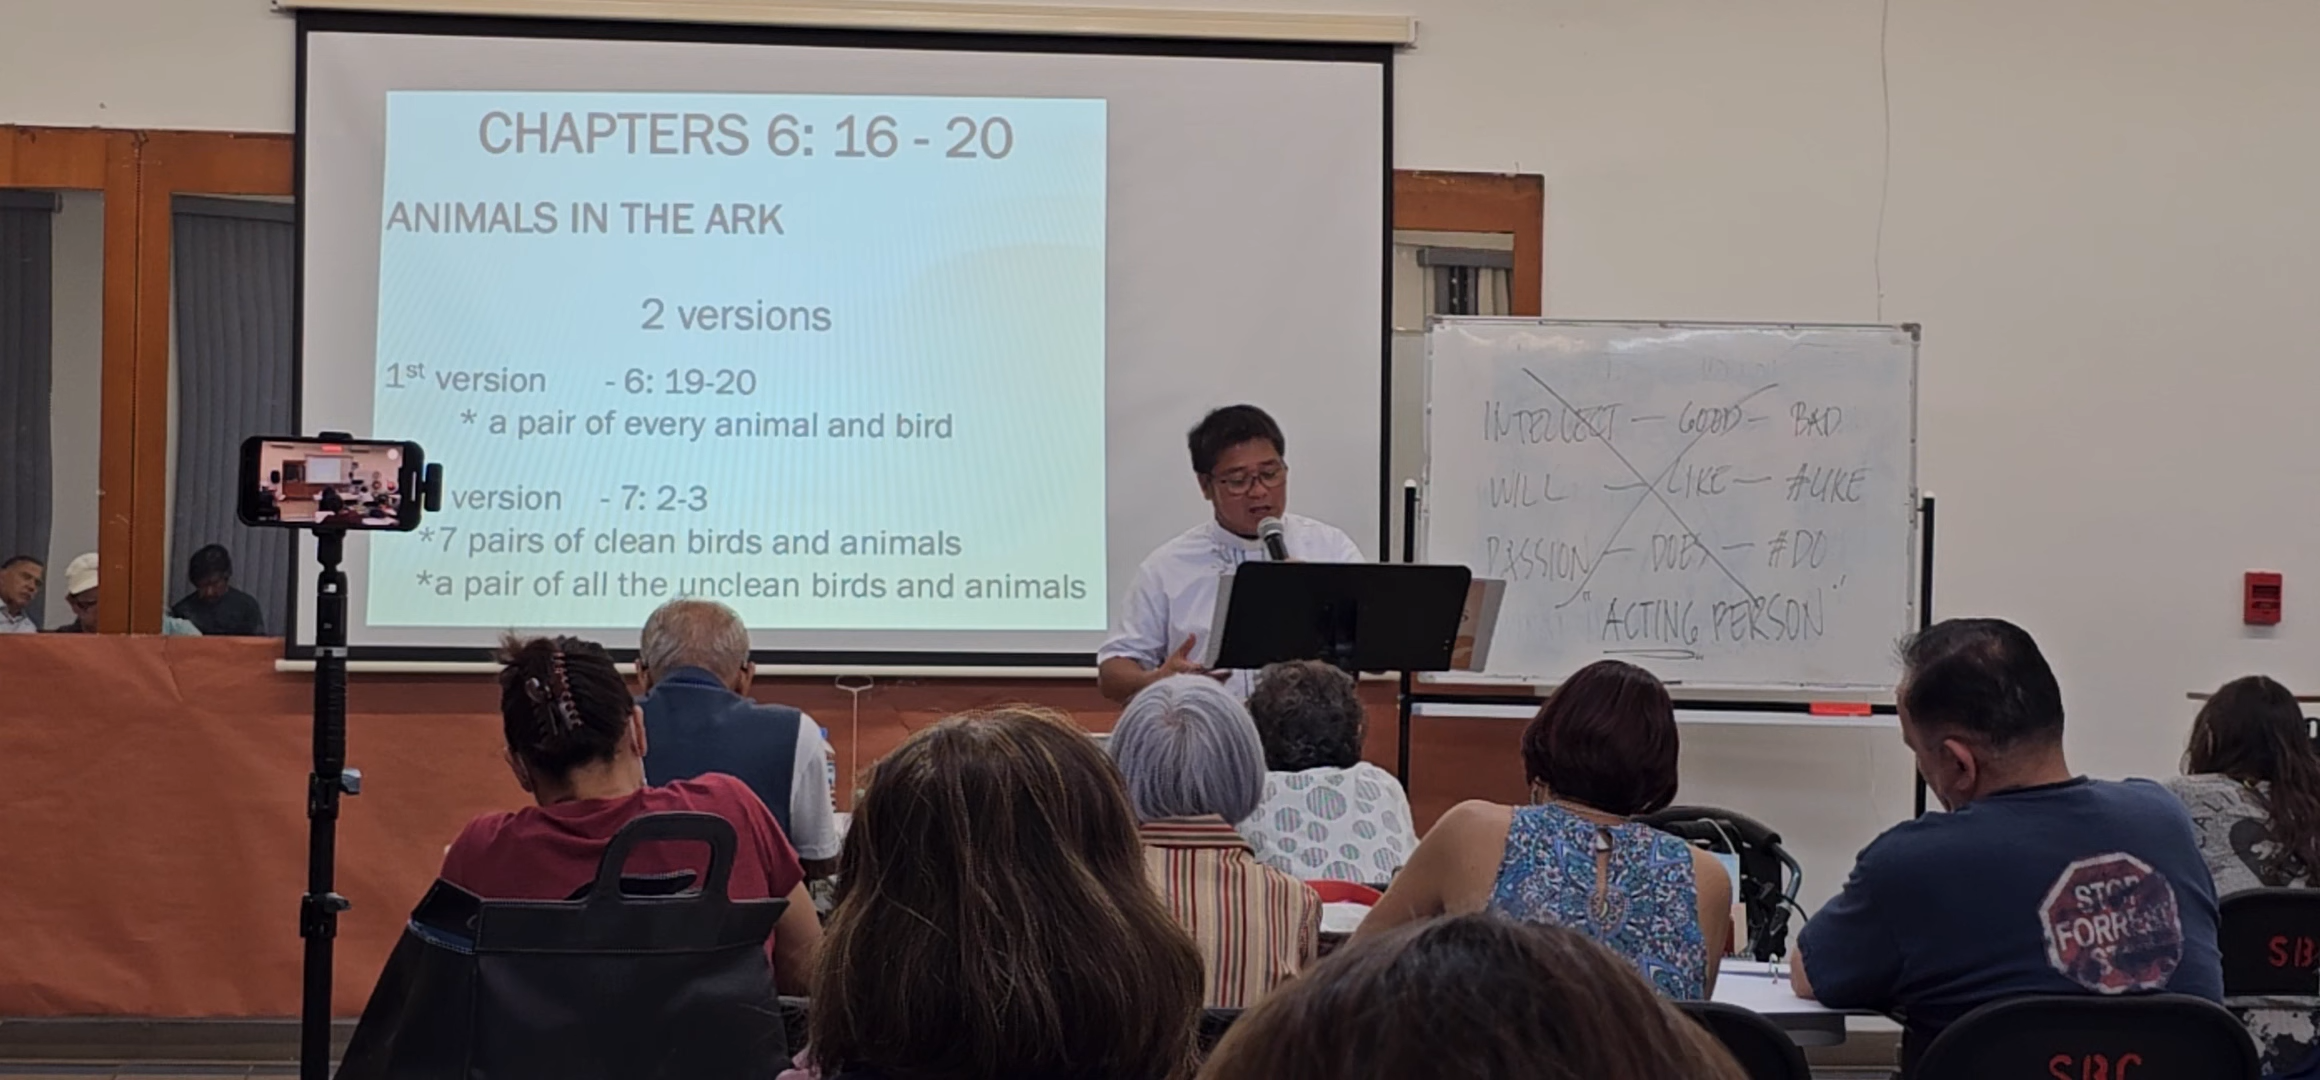 CHAPTERS 6: 16 - 20
ANIMALS IN THE ARK
2 versions
1st version - 6: 19-20
* a pair of every animal and bird
version - 7: 2-3
*7 pairs of clean birds and animals
*a pair of all the unclean birds and animals
INTELLECT — GOOD — BAD
WILL — LIKE — ≠LIKE
PASSION — DOES — ≠DO
"ACTING PERSON"
STOP
SBC